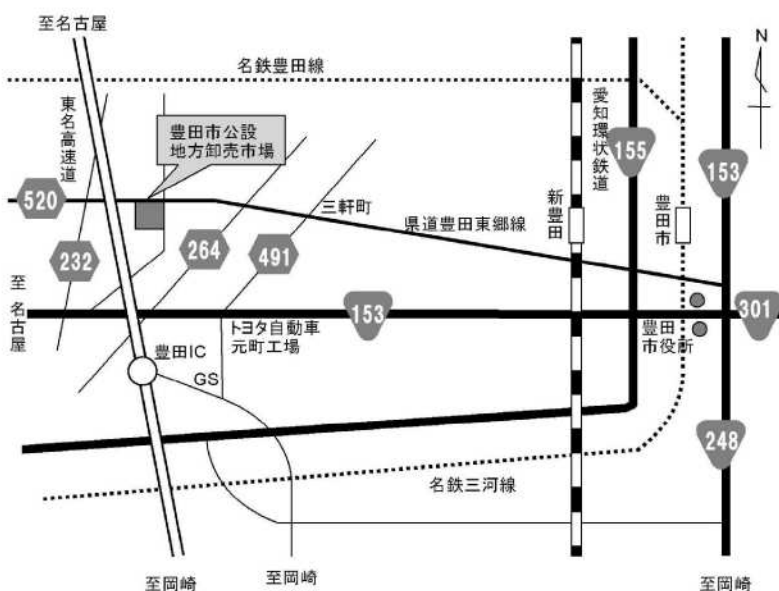 至名古屋
N
名鉄豊田線
東名高速道
豊田市公設
地方卸売市場
愛知環状鉄道
155
153
520
三軒町
県道豊田東郷線
新豊田
豊田市
232
264
491
至名古屋
153
301
トヨタ自動車
元町工場
豊田
市役所
豊田IC
GS
248
名鉄三河線
至岡崎
至岡崎
至岡崎